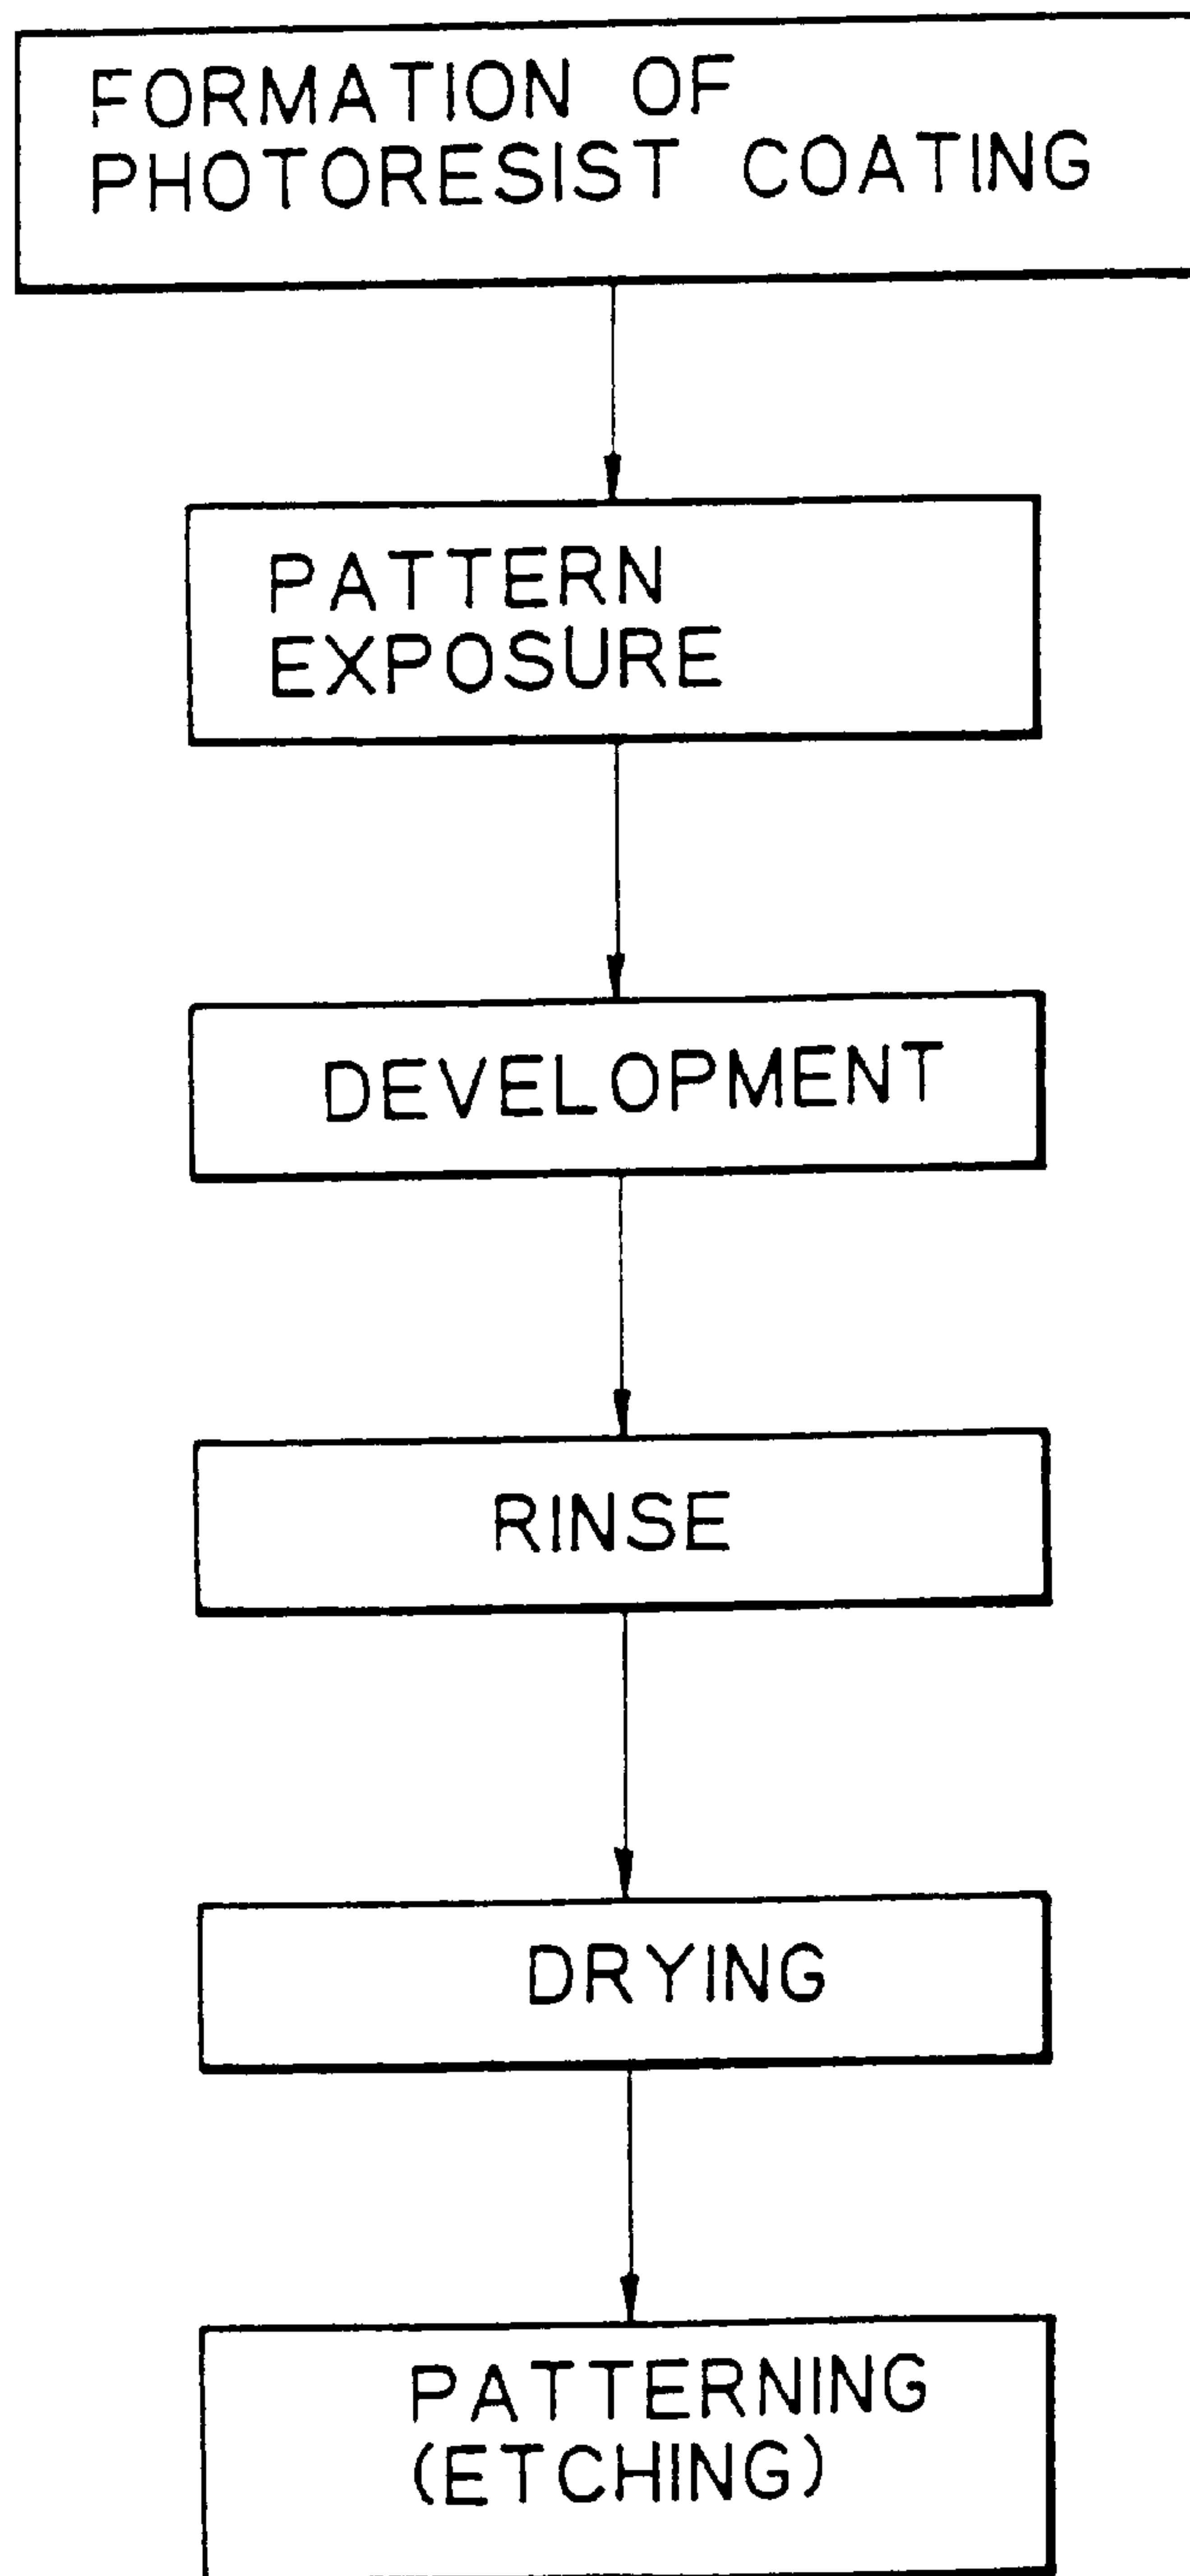 FORMATION OF
PHOTORESIST COATING
PATTERN
EXPOSURE
DEVELOPMENT
RINSE
DRYING
PATTERNING
(ETCHING)